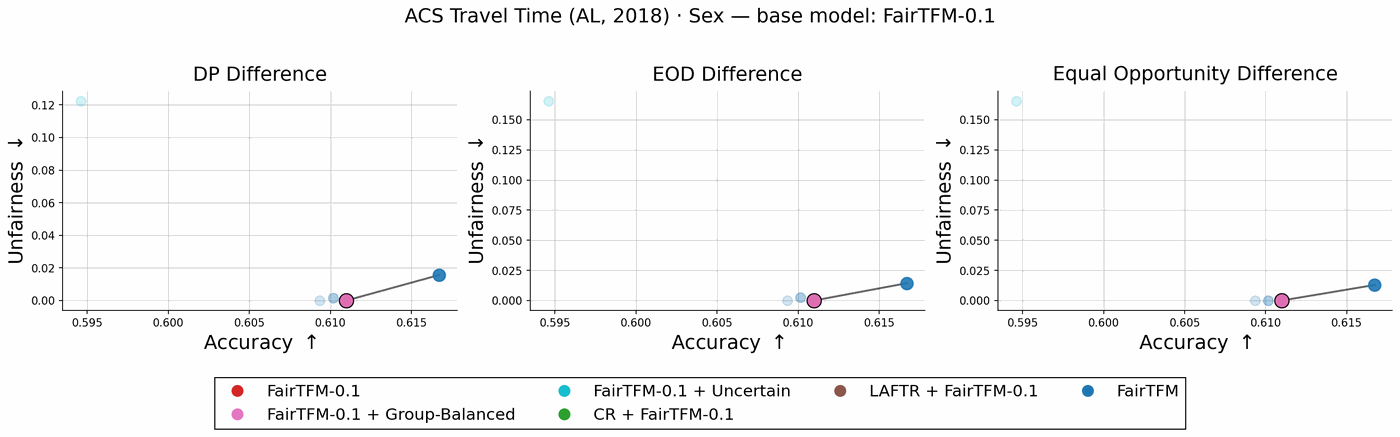 ACS Travel Time (AL, 2018) · Sex — base model: FairTFM-0.1
DP Difference
Unfairness ↓
0.12
0.10
0.08
0.06
0.04
0.02
0.00
0.595 0.600 0.605 0.610 0.615
Accuracy ↑
EOD Difference
Unfairness ↓
0.150
0.125
0.100
0.075
0.050
0.025
0.000
0.595 0.600 0.605 0.610 0.615
Accuracy ↑
Equal Opportunity Difference
Unfairness ↓
0.150
0.125
0.100
0.075
0.050
0.025
0.000
0.595 0.600 0.605 0.610 0.615
Accuracy ↑
FairTFM-0.1
FairTFM-0.1 + Group-Balanced
FairTFM-0.1 + Uncertain
CR + FairTFM-0.1
LAFTR + FairTFM-0.1
FairTFM